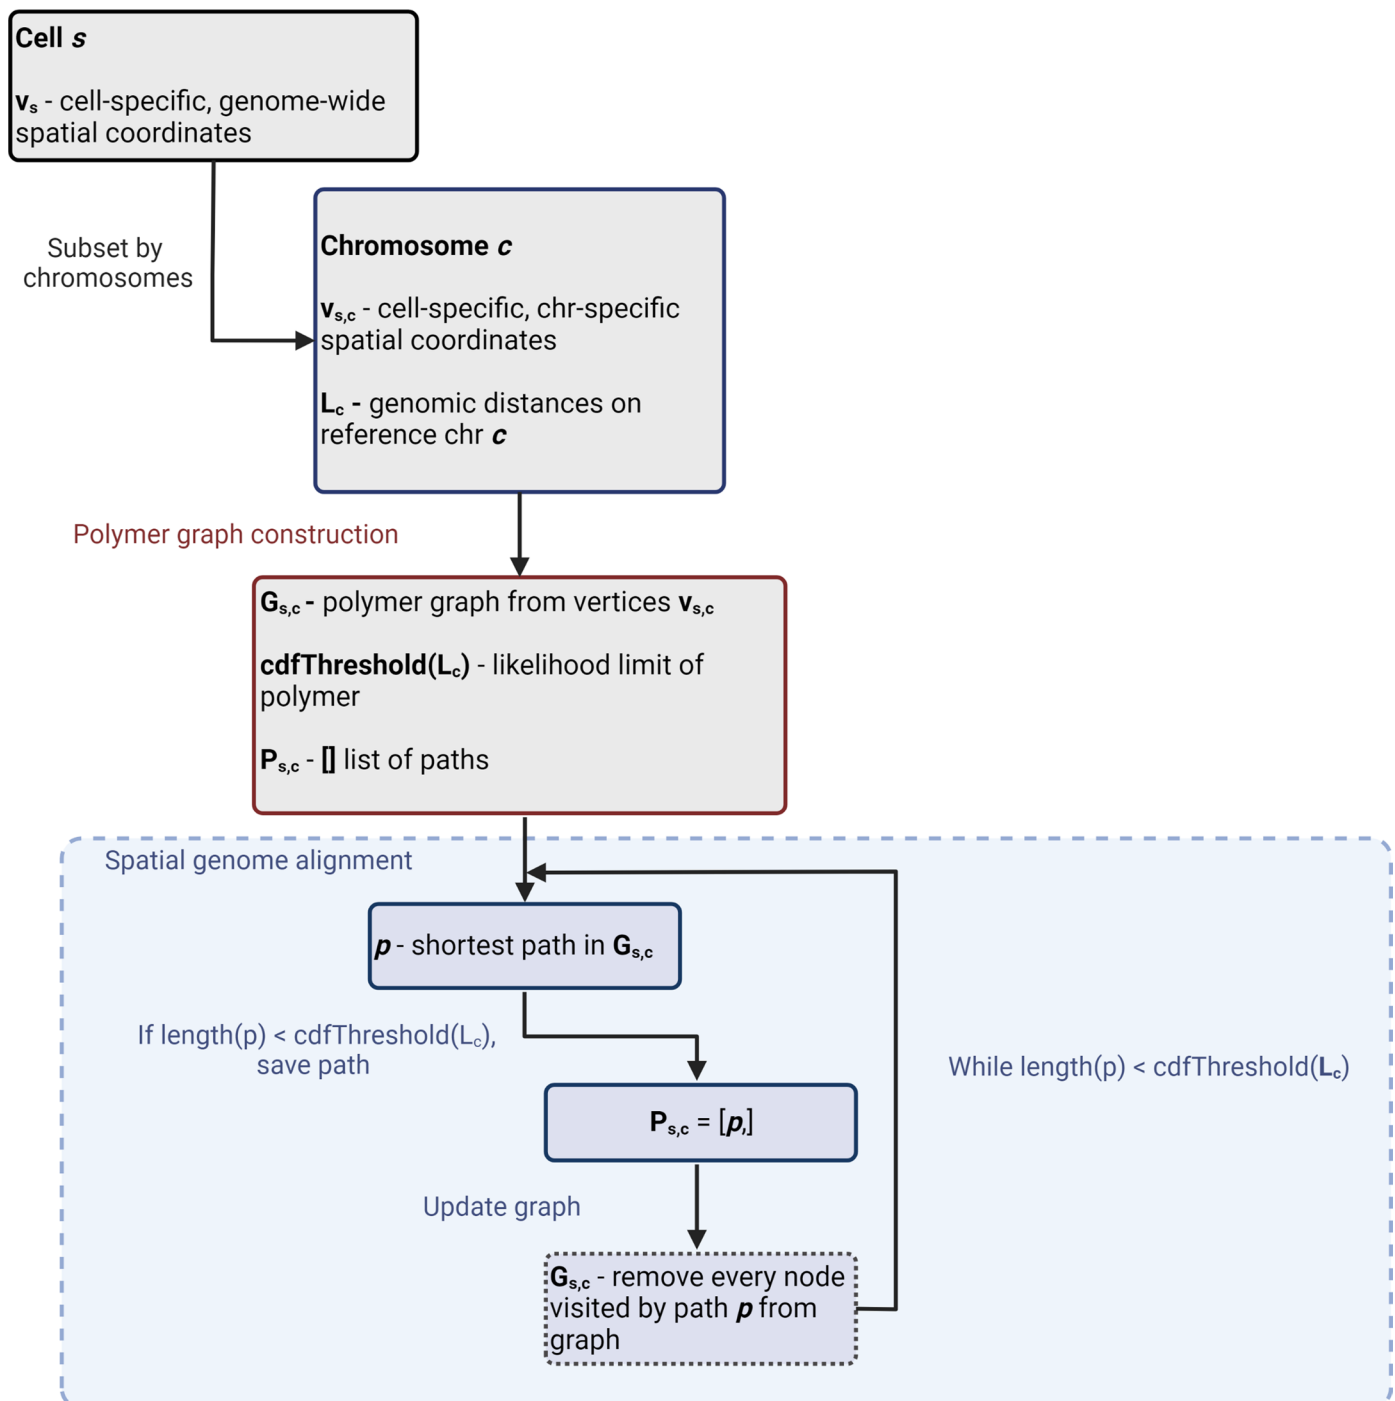 Cell s
vs - cell-specific, genome-wide
spatial coordinates
Subset by
chromosomes
Chromosome c
vs,c - cell-specific, chr-specific
spatial coordinates
Lc - genomic distances on
reference chr c
Polymer graph construction
Gs,c - polymer graph from vertices vs,c
cdfThreshold(Lc) - likelihood limit of
polymer
Ps,c - [] list of paths
Spatial genome alignment
p - shortest path in Gs,c
If length(p) < cdfThreshold(Lc),
save path
While length(p) < cdfThreshold(Lc)
Ps,c = [p,]
Update graph
Gs,c - remove every node
visited by path p from
graph